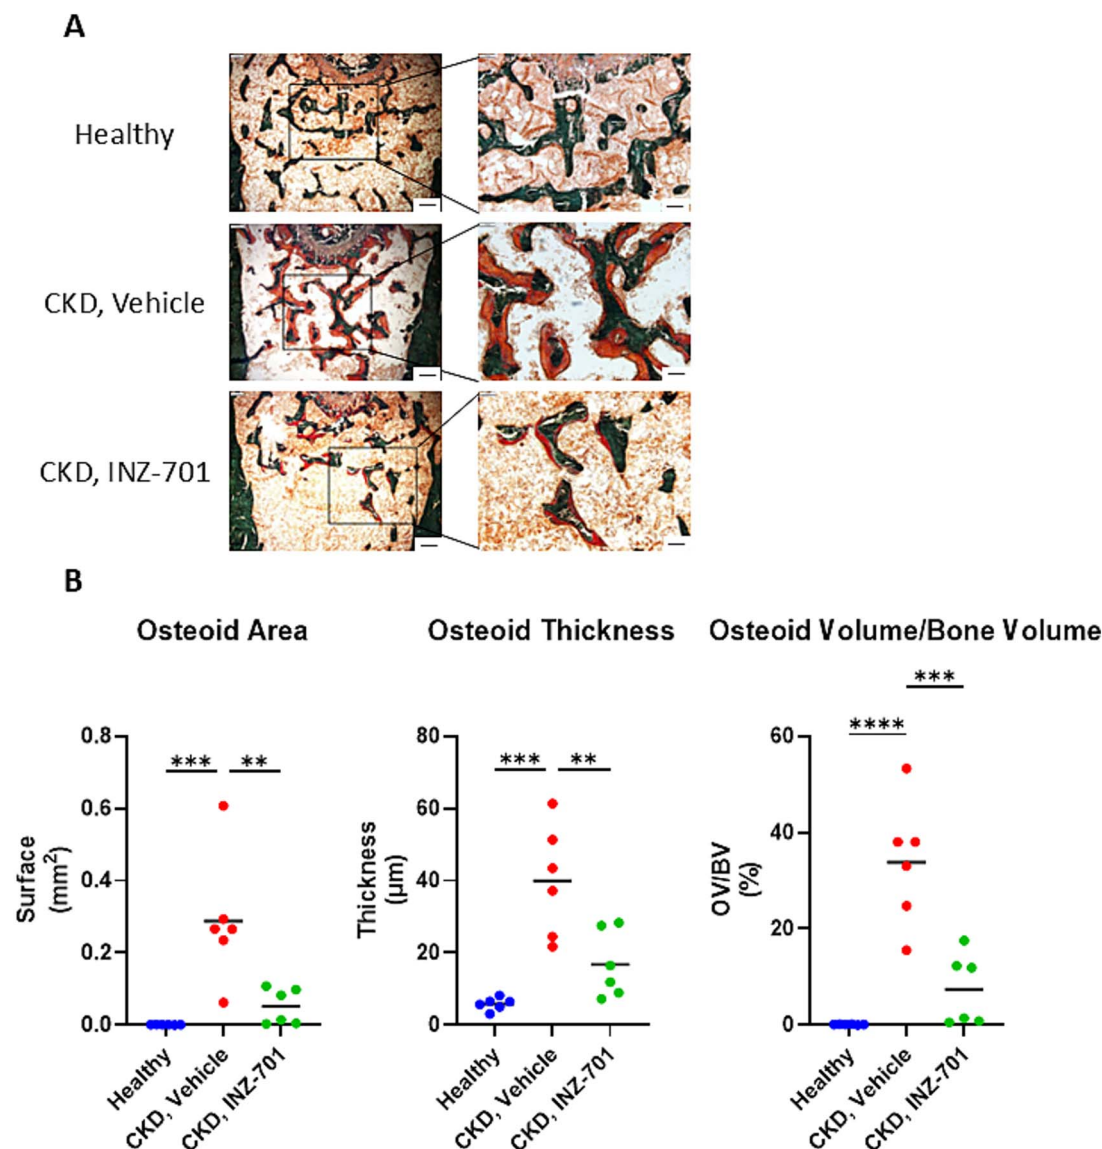 A
Healthy
CKD, Vehicle
CKD, INZ-701
B
Osteoid Area
Surface
(mm²)
0.8
0.6
0.4
0.2
0.0
***
**
Healthy
CKD, Vehicle
CKD, INZ-701
Osteoid Thickness
Thickness
(µm)
80
60
40
20
0
***
**
Healthy
CKD, Vehicle
CKD, INZ-701
Osteoid Volume/Bone Volume
OV/BV
(%)
60
40
20
0
****
***
Healthy
CKD, Vehicle
CKD, INZ-701